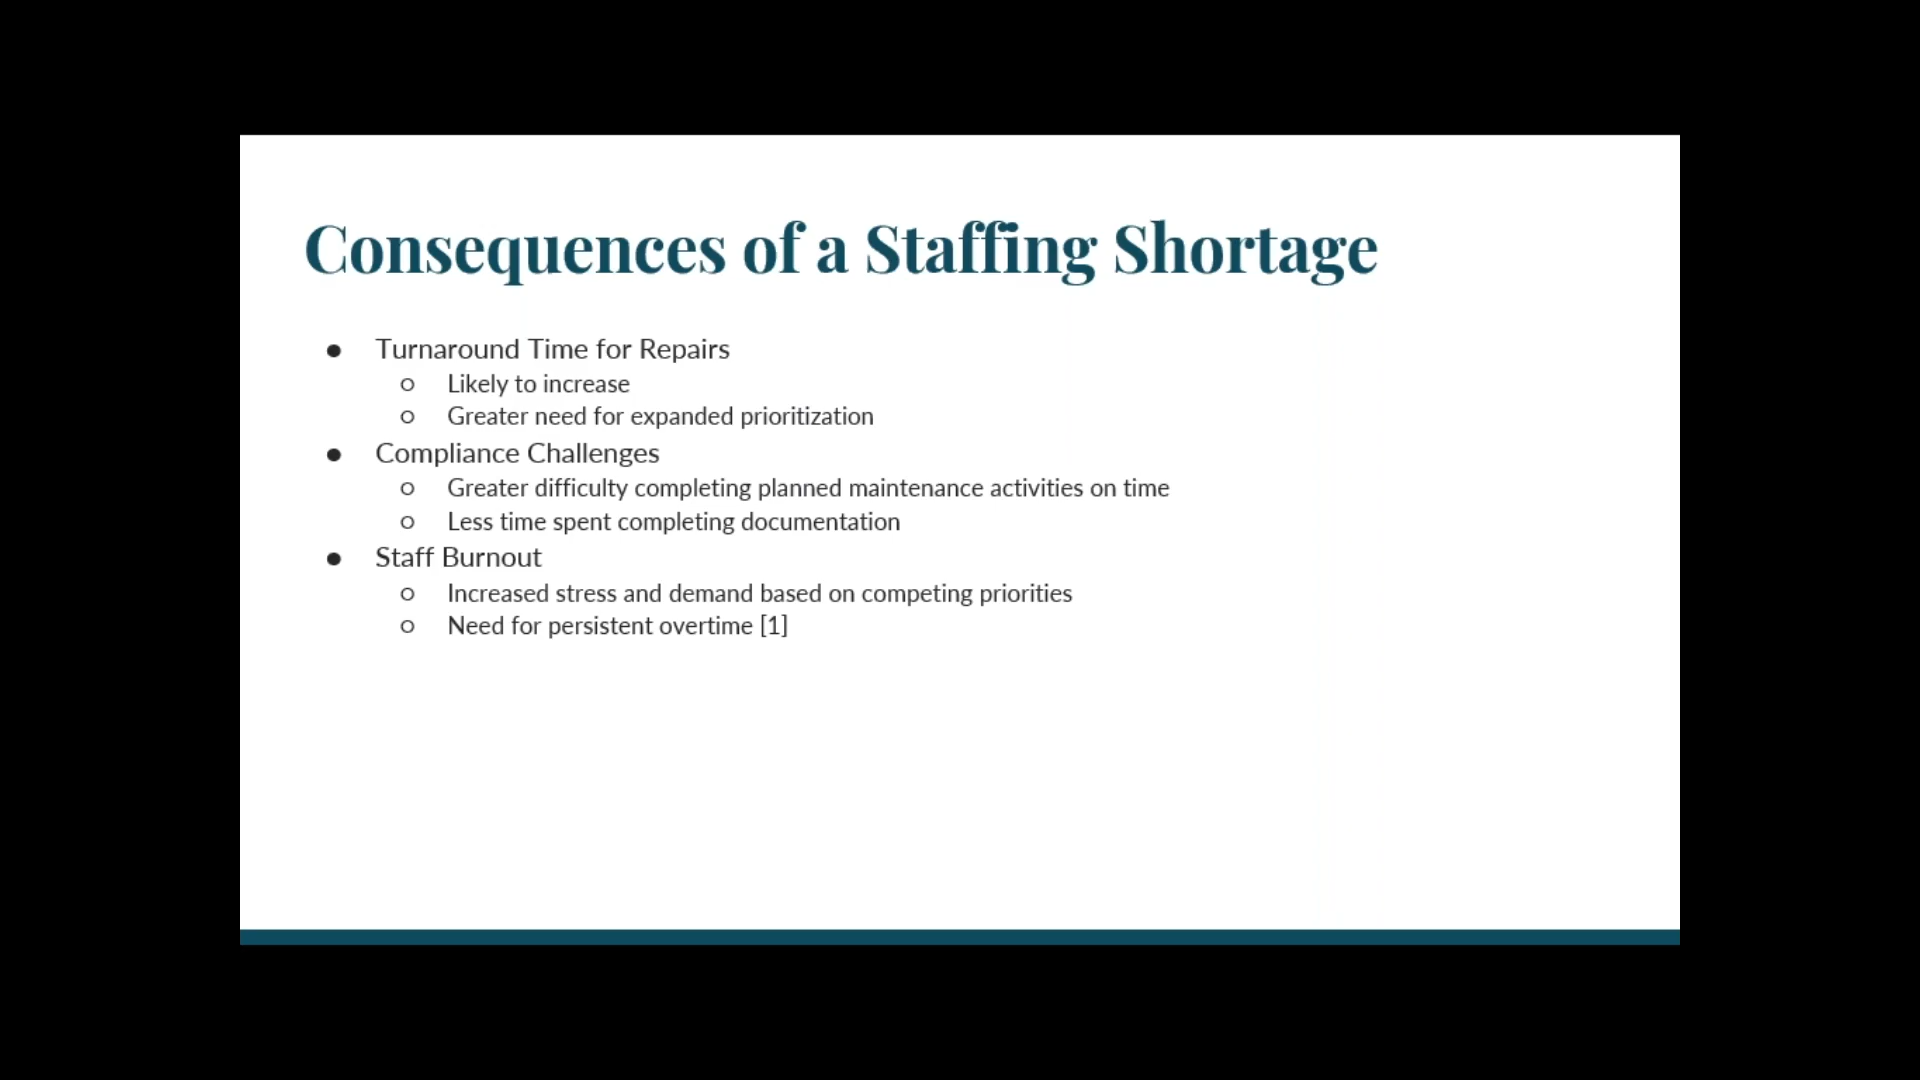 Consequences of a Staffing Shortage
● Turnaround Time for Repairs
○ Likely to increase
○ Greater need for expanded prioritization
● Compliance Challenges
○ Greater difficulty completing planned maintenance activities on time
○ Less time spent completing documentation
● Staff Burnout
○ Increased stress and demand based on competing priorities
○ Need for persistent overtime [1]